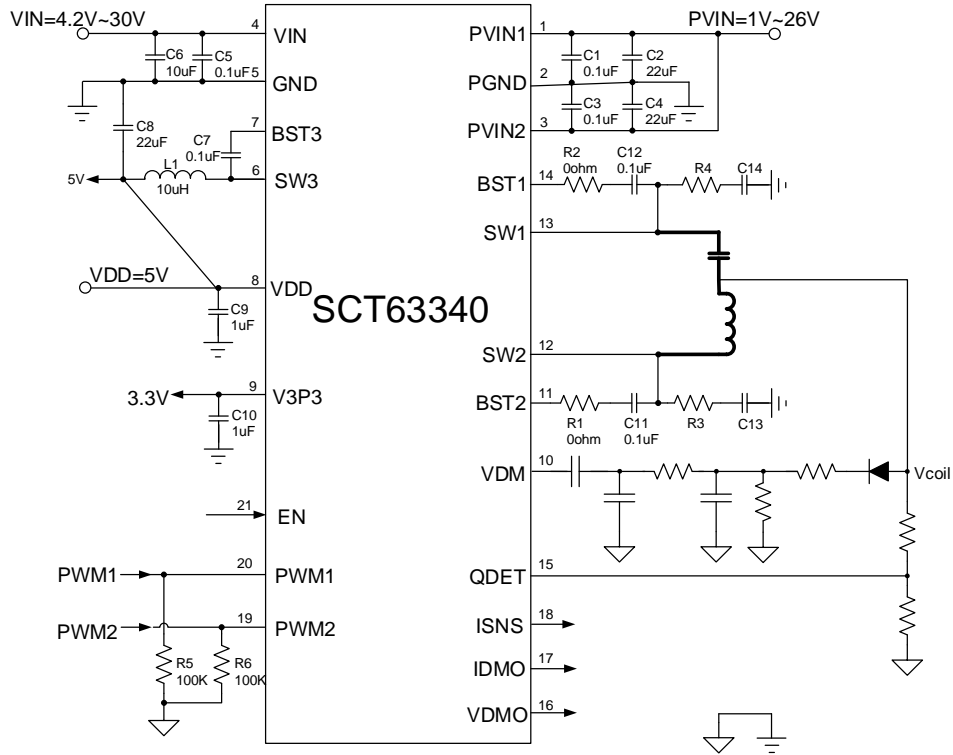 VIN=4.2V~30V
4
VIN
C6
10uF
C5
0.1uF
5
GND
C8
22uF
7
BST3
C7
0.1uF
5V
L1
10uH
6
SW3
VDD=5V
8
VDD
C9
1uF
SCT63340
3.3V
9
V3P3
C10
1uF
21
EN
PWM1
20
PWM1
PWM2
19
PWM2
R5
100K
R6
100K
PVIN1
1
PVIN=1V~26V
C1
0.1uF
C2
22uF
PGND
2
C3
0.1uF
C4
22uF
PVIN2
3
BST1
14
R2
0ohm
C12
0.1uF
R4
C14
SW1
13
SW2
12
BST2
11
R1
0ohm
C11
0.1uF
R3
C13
VDM
10
Vcoil
QDET
15
ISNS
18
IDMO
17
VDMO
16